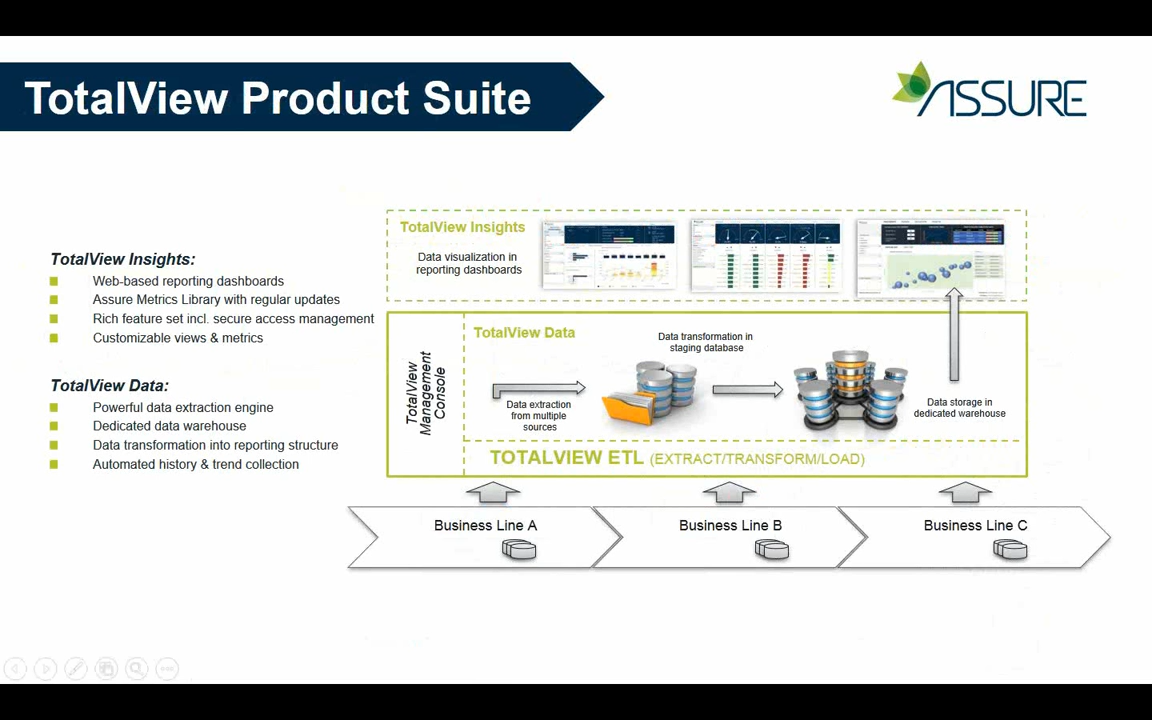 TotalView Product Suite
ASSURE
TotalView Insights:
Web-based reporting dashboards
Assure Metrics Library with regular updates
Rich feature set incl. secure access management
Customizable views & metrics
TotalView Data:
Powerful data extraction engine
Dedicated data warehouse
Data transformation into reporting structure
Automated history & trend collection
TotalView Insights
Data visualization in
reporting dashboards
TotalView
Management
Console
TotalView Data
Data extraction
from multiple
sources
Data transformation in
staging database
Data storage in
dedicated warehouse
TOTALVIEW ETL (EXTRACT/TRANSFORM/LOAD)
Business Line A
Business Line B
Business Line C